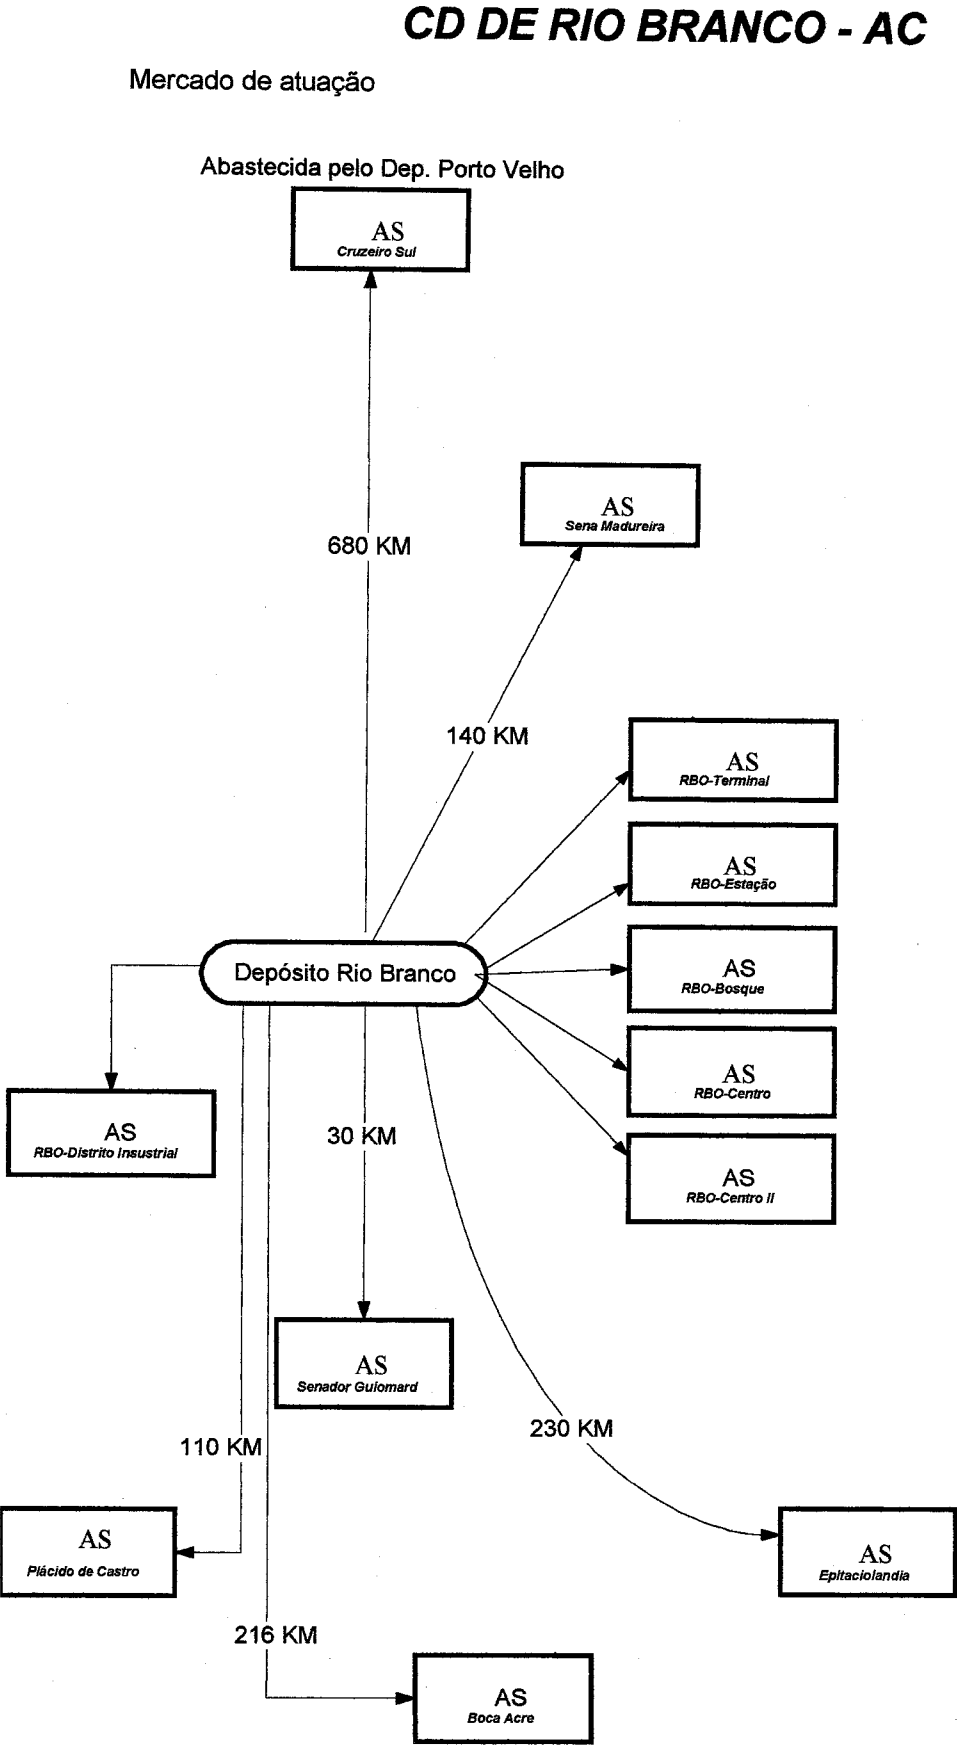 CD DE RIO BRANCO - AC
Mercado de atuação
Abastecida pelo Dep. Porto Velho
AS
Cruzeiro Sul
AS
Sena Madureira
680 KM
140 KM
AS
RBO-Terminal
AS
RBO-Estação
AS
RBO-Bosque
AS
RBO-Centro
AS
RBO-Centro II
Depósito Rio Branco
AS
RBO-Distrito Insustrial
30 KM
AS
Senador Guiomard
230 KM
110 KM
AS
Plácido de Castro
AS
Epitaciolandia
216 KM
AS
Boca Acre